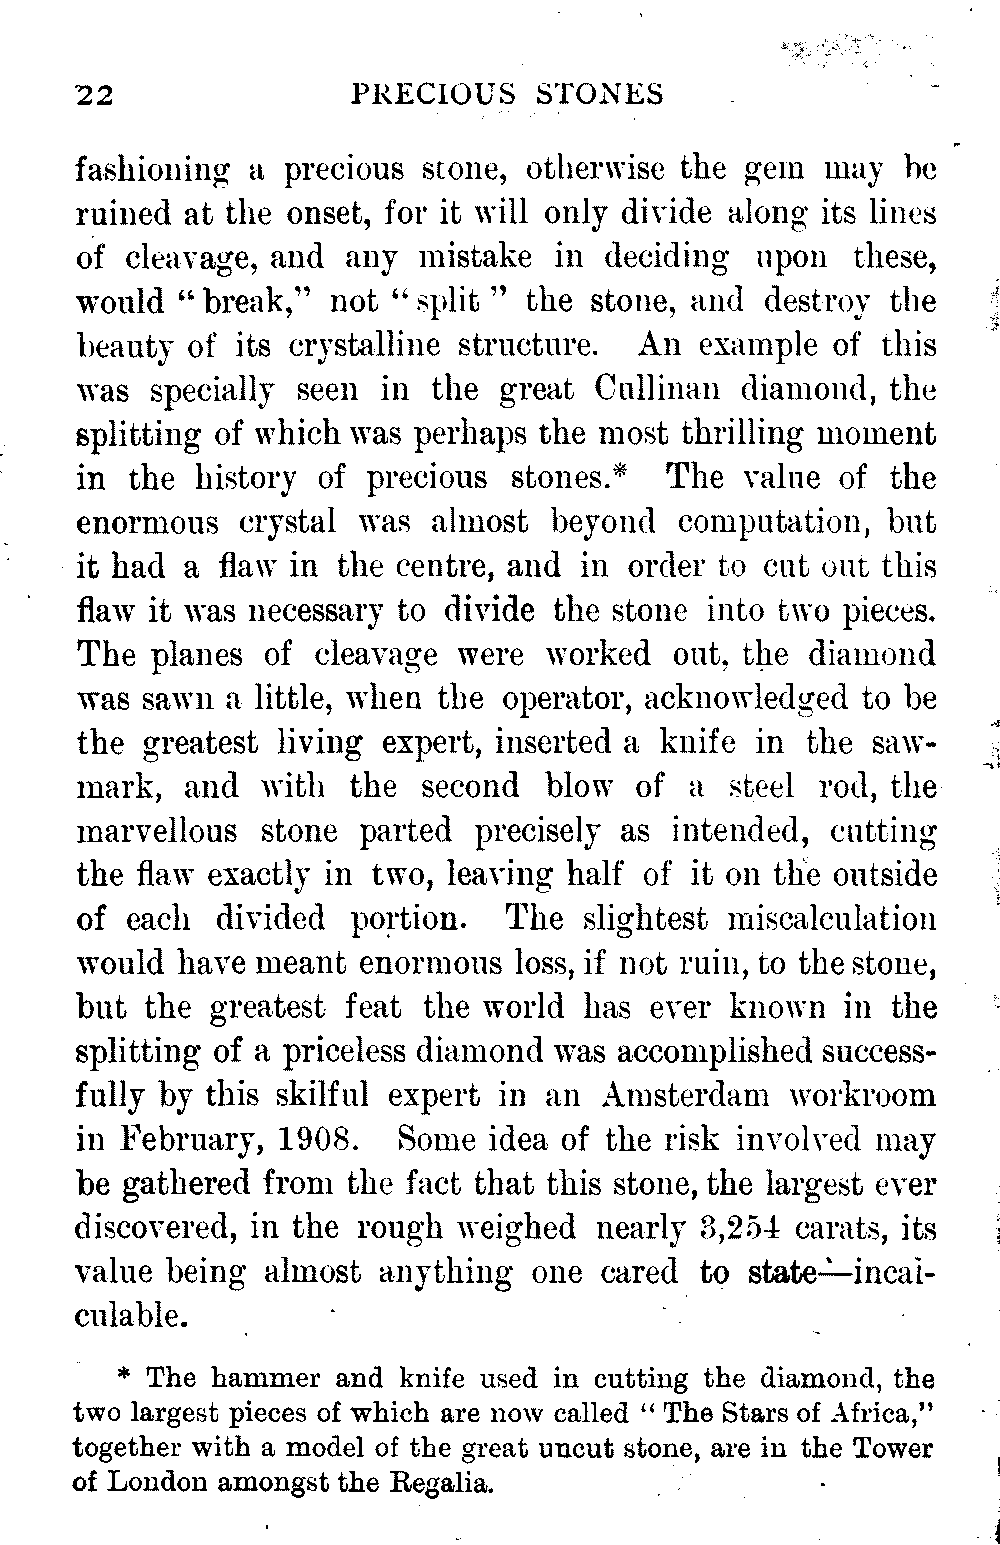 22 PRECIOUS STONES
fashioning a precious stone, otherwise the gem may be
ruined at the onset, for it will only divide along its lines
of cleavage, and any mistake in deciding upon these,
would “ break,” not “ split ” the stone, and destroy the
beauty of its crystalline structure. An example of this
was specially seen in the great Cullinan diamond, the
splitting of which was perhaps the most thrilling moment
in the history of precious stones.* The value of the
enormous crystal was almost beyond computation, but
it had a flaw in the centre, and in order to cut out this
flaw it was necessary to divide the stone into two pieces.
The planes of cleavage were worked out, the diamond
was sawn a little, when the operator, acknowledged to be
the greatest living expert, inserted a knife in the saw-
mark, and with the second blow of a steel rod, the
marvellous stone parted precisely as intended, cutting
the flaw exactly in two, leaving half of it on the outside
of each divided portion. The slightest miscalculation
would have meant enormous loss, if not ruin, to the stone,
but the greatest feat the world has ever known in the
splitting of a priceless diamond was accomplished success-
fully by this skilful expert in an Amsterdam workroom
in February, 1908. Some idea of the risk involved may
be gathered from the fact that this stone, the largest ever
discovered, in the rough weighed nearly 3,254 carats, its
value being almost anything one cared to state—incal-
culable.
* The hammer and knife used in cutting the diamond, the
two largest pieces of which are now called “ The Stars of Africa,”
together with a model of the great uncut stone, are in the Tower
of London amongst the Regalia.